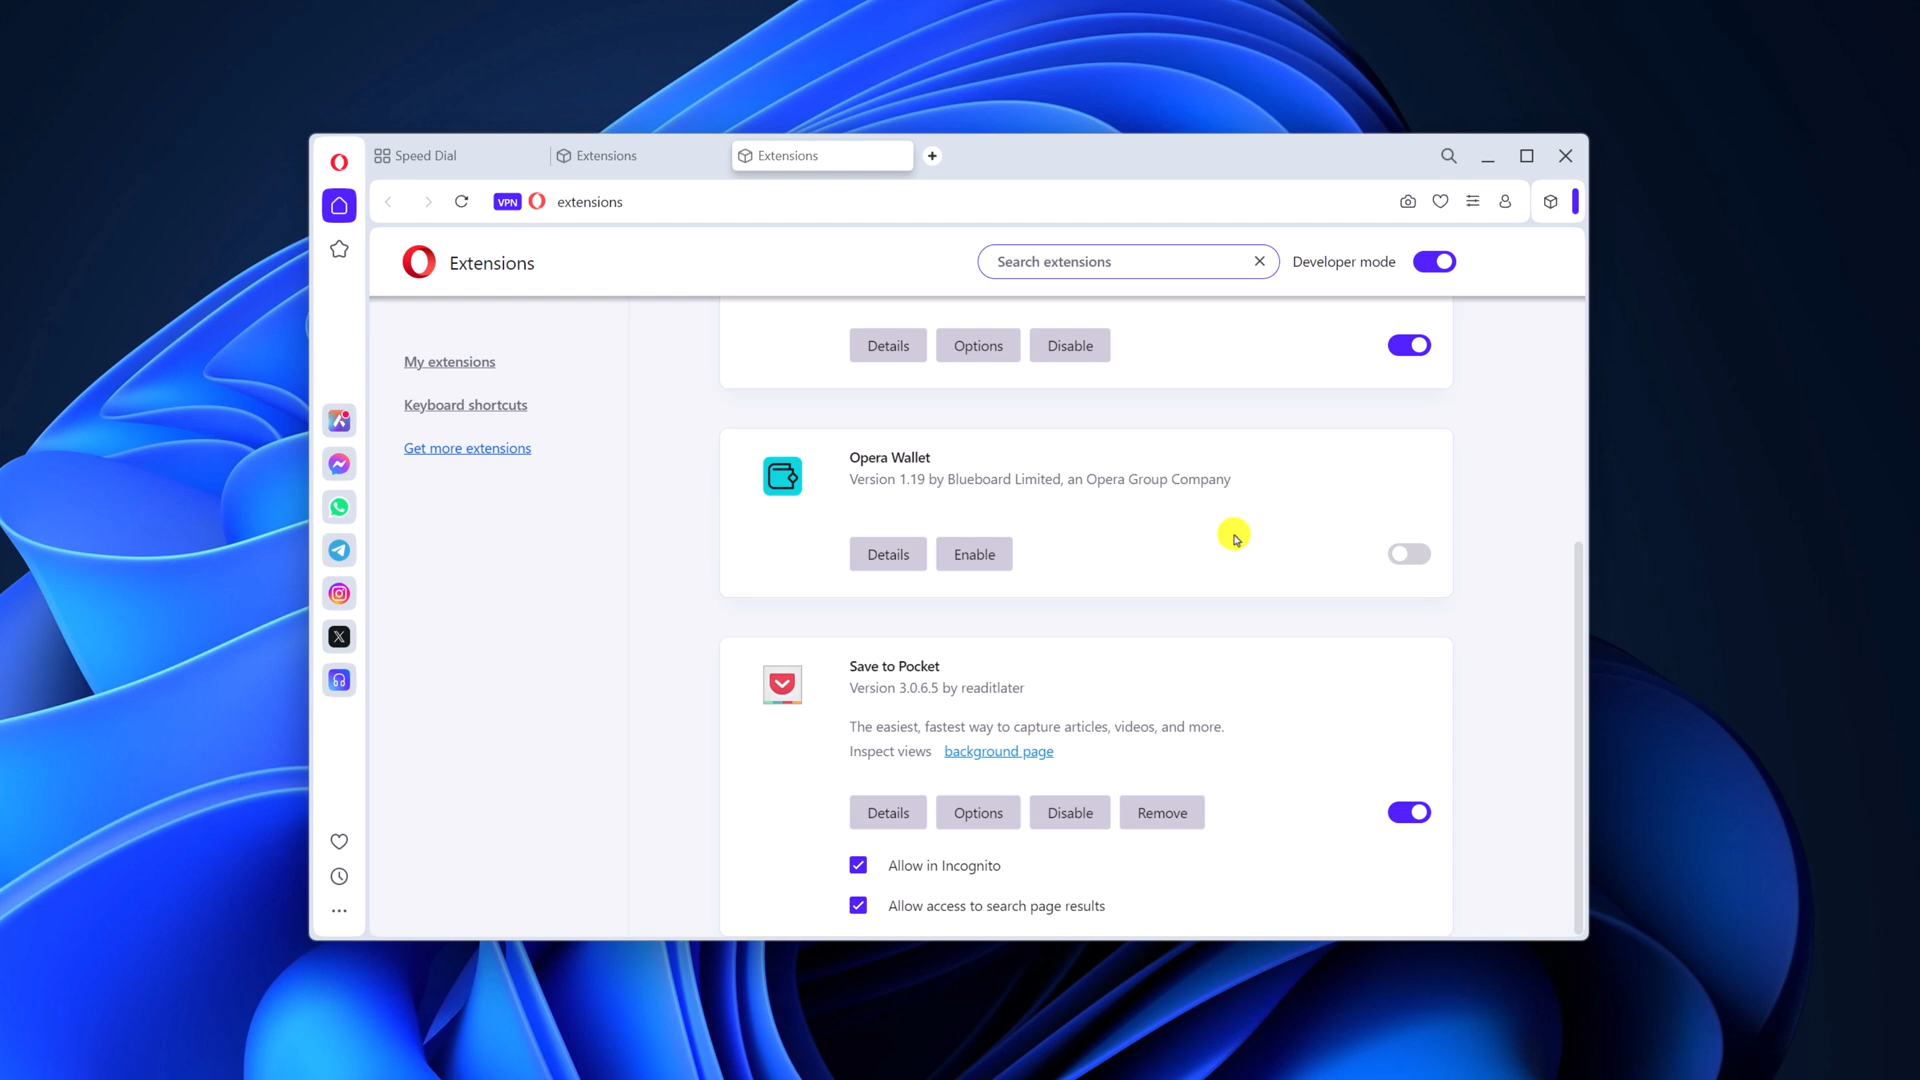 Speed Dial
Extensions
Extensions
VPN
extensions
Extensions
Search extensions
Developer mode
My extensions
Keyboard shortcuts
Get more extensions
Details
Options
Disable
Opera Wallet
Version 1.19 by Blueboard Limited, an Opera Group Company
Details
Enable
Save to Pocket
Version 3.0.6.5 by readitlater
The easiest, fastest way to capture articles, videos, and more.
Inspect views background page
Details
Options
Disable
Remove
Allow in Incognito
Allow access to search page results